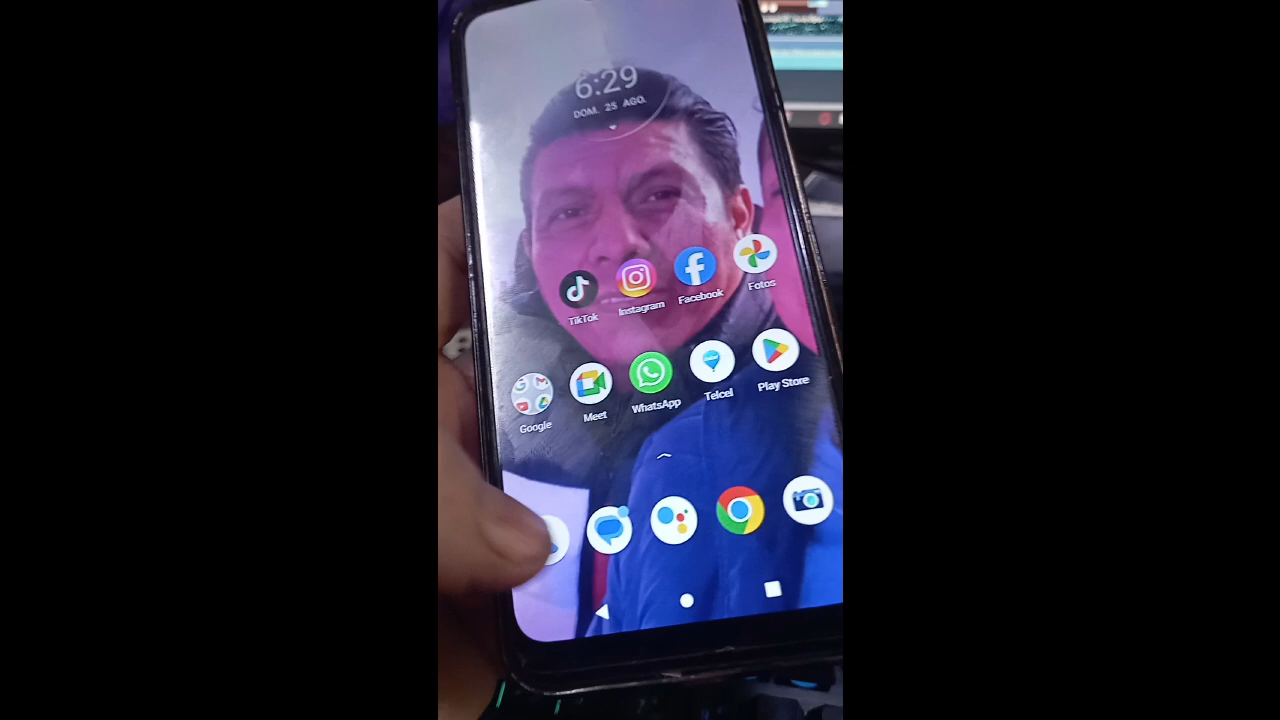 6:29
DOM. 25 AGO.
TikTok
Instagram
Facebook
Fotos
Google
Meet
WhatsApp
Telcel
Play Store